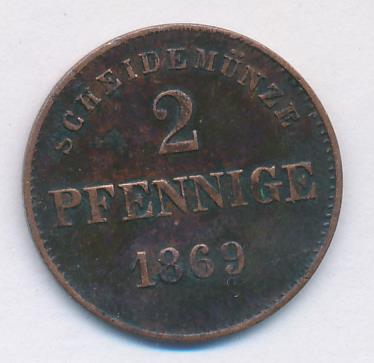 SCHEIDEMÜNZE
2
PFENNIGE
1869